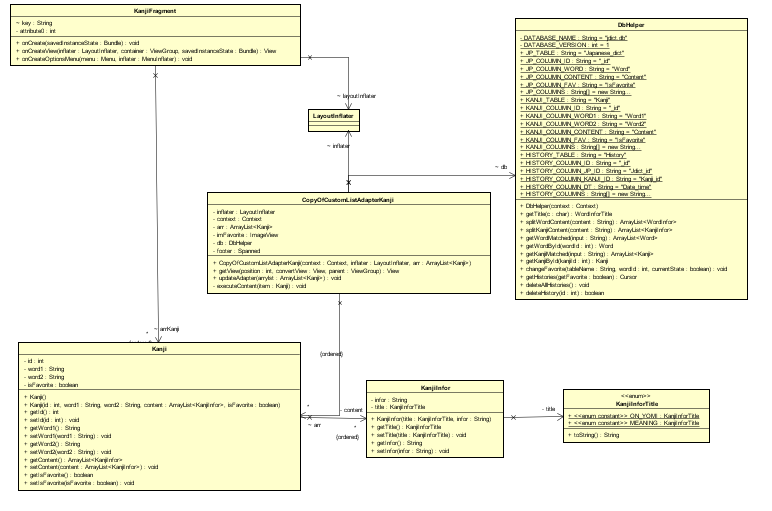 KanjiFragment
~ key : String
- attribute0 : int
+ onCreate(savedInstanceState : Bundle) : void
+ onCreateView(inflater : LayoutInflater, container : ViewGroup, savedInstanceState : Bundle) : View
+ onCreateOptionsMenu(menu : Menu, inflater : MenuInflater) : void
~ layoutInflater
LayoutInflater
~ inflater
~ db
DbHelper
- DATABASE_NAME : String = "jdict.db"
- DATABASE_VERSION : int = 1
+ JP_TABLE : String = "Japanese_dict"
+ JP_COLUMN_ID : String = "_id"
+ JP_COLUMN_WORD : String = "Word"
+ JP_COLUMN_CONTENT : String = "Content"
+ JP_COLUMN_FAV : String = "IsFavorite"
+ JP_COLUMNS : String[] = new String...
+ KANJI_TABLE : String = "Kanji"
+ KANJI_COLUMN_ID : String = "_id"
+ KANJI_COLUMN_WORD1 : String = "Word1"
+ KANJI_COLUMN_WORD2 : String = "Word2"
+ KANJI_COLUMN_CONTENT : String = "Content"
+ KANJI_COLUMN_FAV : String = "IsFavorite"
+ KANJI_COLUMNS : String[] = new String...
+ HISTORY_TABLE : String = "History"
+ HISTORY_COLUMN_ID : String = "_id"
+ HISTORY_COLUMN_JP_ID : String = "Jdict_id"
+ HISTORY_COLUMN_KANJI_ID : String = "Kanji_id"
+ HISTORY_COLUMN_DT : String = "Date_time"
+ HISTORY_COLUMNS : String[] = new String...
+ DbHelper(context : Context)
+ getTitle(c : char) : WordInforTitle
+ splitWordContent(content : String) : ArrayList<WordInfor>
+ splitKanjiContent(content : String) : ArrayList<KanjiInfor>
+ getWordMatched(input : String) : ArrayList<Word>
+ getWordById(wordId : int) : Word
+ getKanjiMatched(input : String) : ArrayList<Kanji>
+ getKanjiById(kanjiId : int) : Kanji
+ changeFavorite(tableName : String, wordId : int, currentState : boolean) : void
+ getHistories(getFavorite : boolean) : Cursor
+ deleteAllHistories() : void
+ deleteHistory(id : int) : boolean
CopyOfCustomListAdapterKanji
- inflater : LayoutInflater
- context : Context
- arr : ArrayList<Kanji>
- imFavorite : ImageView
- db : DbHelper
- footer : Spanned
+ CopyOfCustomListAdapterKanji(context : Context, inflater : LayoutInflater, arr : ArrayList<Kanji>)
+ getView(position : int, convertView : View, parent : ViewGroup) : View
+ updateAdapter(arrylst : ArrayList<Kanji>) : void
- executeContent(item : Kanji) : void
* ~ arrKanji
Kanji
- id : int
- word1 : String
- word2 : String
- isFavorite : boolean
+ Kanji()
+ Kanji(id : int, word1 : String, word2 : String, content : ArrayList<KanjiInfor>, isFavorite : boolean)
+ getId() : int
+ setId(id : int) : void
+ getWord1() : String
+ setWord1(word1 : String) : void
+ getWord2() : String
+ setWord2(word2 : String) : void
+ getContent() : ArrayList<KanjiInfor>
+ setContent(content : ArrayList<KanjiInfor>) : void
+ getIsFavorite() : boolean
+ setIsFavorite(isFavorite : boolean) : void
(ordered)
*
- content
~ arr
*
(ordered)
KanjiInfor
- infor : String
- title : KanjiInforTitle
+ KanjiInfor(title : KanjiInforTitle, infor : String)
+ getTitle() : KanjiInforTitle
+ setTitle(title : KanjiInforTitle) : void
+ getInfor() : String
+ setInfor(infor : String) : void
- title
<<enum>>
KanjiInforTitle
+ <<enum constant>> ON_YOMI : KanjiInforTitle
+ <<enum constant>> MEANING : KanjiInforTitle
+ toString() : String